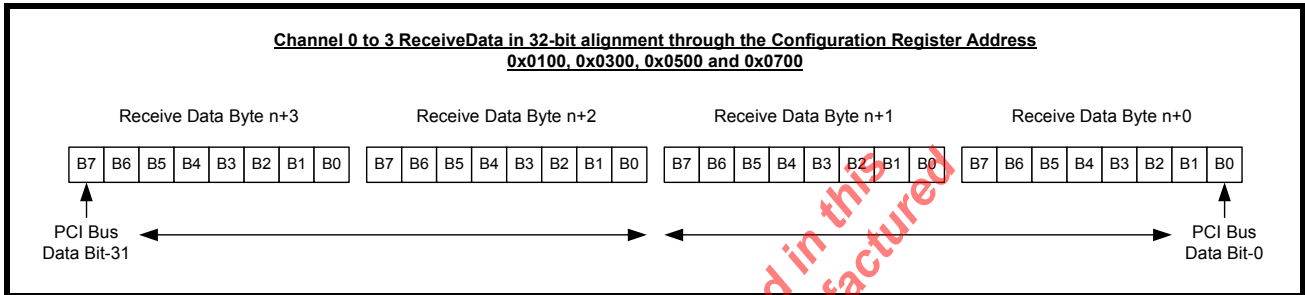 Channel 0 to 3 ReceiveData in 32-bit alignment through the Configuration Register Address
0x0100, 0x0300, 0x0500 and 0x0700
Receive Data Byte n+3 Receive Data Byte n+2 Receive Data Byte n+1 Receive Data Byte n+0
B7 B6 B5 B4 B3 B2 B1 B0 B7 B6 B5 B4 B3 B2 B1 B0 B7 B6 B5 B4 B3 B2 B1 B0 B7 B6 B5 B4 B3 B2 B1 B0
PCI Bus PCI Bus
Data Bit-31 Data Bit-0
d in this
factured